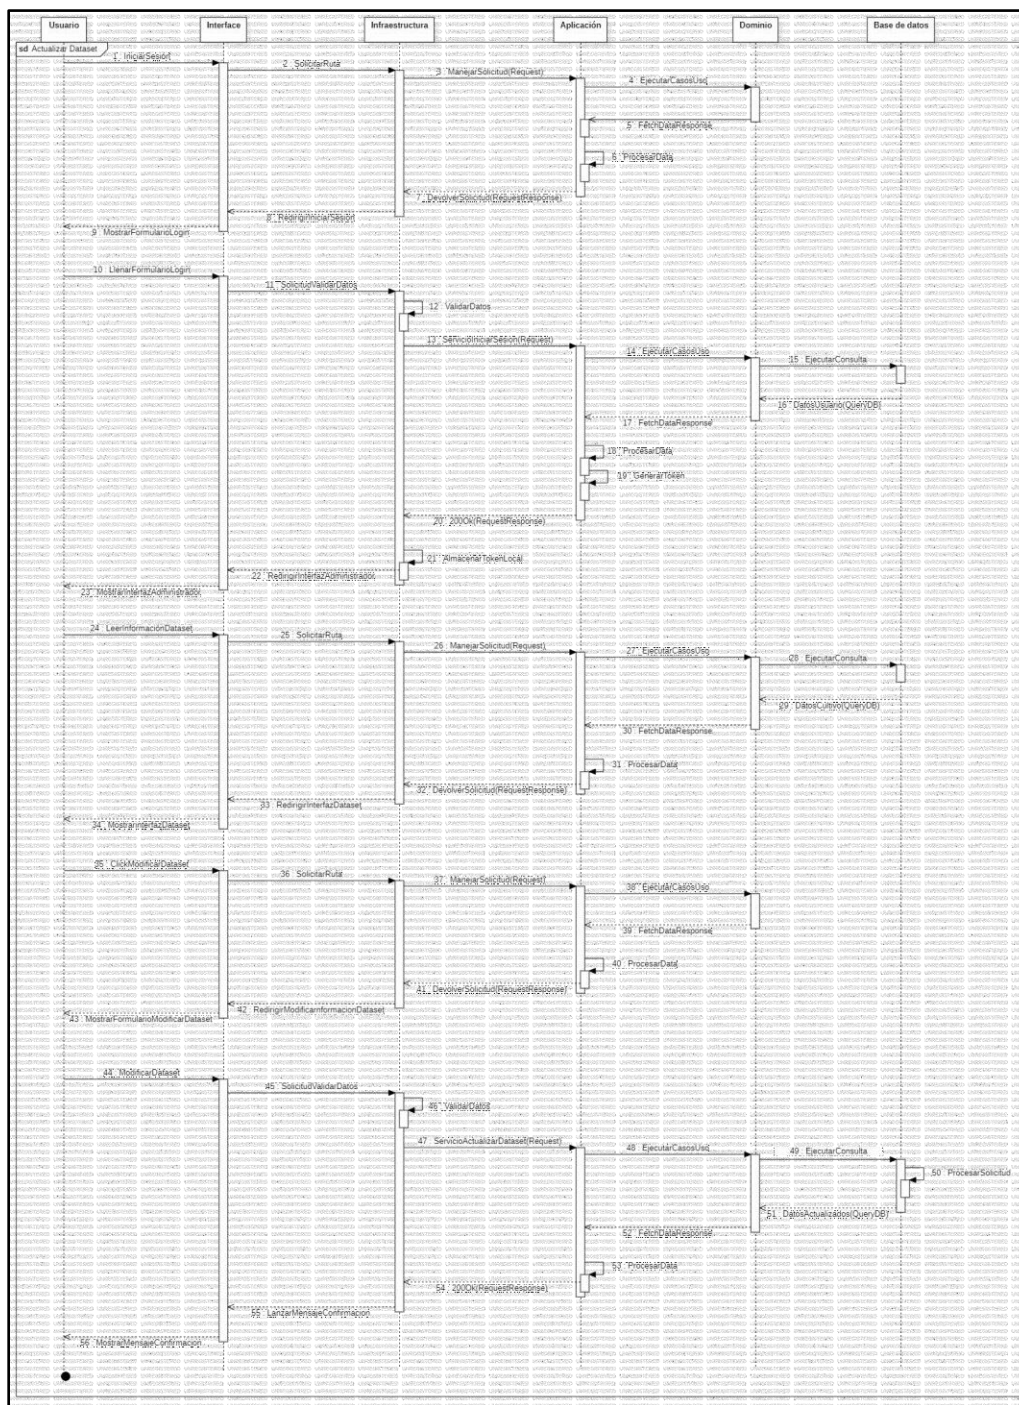 Usuario
Interface
Infraestructura
Aplicación
Dominio
Base de datos
sd Actualizar Dataset
1 IniciarSesion
2 SolicitarRuta
3 ManejarSolicitud(Request)
4 EjecutarCasosUso
5 FetchDataResponse
6 ProcesarData
7 DevolverSolicitud(RequestResponse)
8 RedirigirIniciarSesion
9 MostrarFormularioLogin
10 LlenarFormularioLogin
11 SolicitudValidarDatos
12 ValidarDatos
13 ServicioIniciarSesion(Request)
14 EjecutarCasosUso
15 EjecutarConsulta
16 DatosUsuario(QueryDB)
17 FetchDataResponse
18 ProcesarData
19 GenerarToken
20 200Ok(RequestResponse)
21 AlmacenarTokenLocal
22 RedirigirInterfazAdministrador
23 MostrarInterfazAdministrador
24 LeerInformaciónDataset
25 SolicitarRuta
26 ManejarSolicitud(Request)
27 EjecutarCasosUso
28 EjecutarConsulta
29 DatosCultivo(QueryDB)
30 FetchDataResponse
31 ProcesarData
32 DevolverSolicitud(RequestResponse)
33 RedirigirInterfazDataset
34 MostrarInterfazDataset
35 ClickModificarDataset
36 SolicitarRuta
37 ManejarSolicitud(Request)
38 EjecutarCasosUso
39 FetchDataResponse
40 ProcesarData
41 DevolverSolicitud(RequestResponse)
42 RedirigirModificarInformacionDataset
43 MostrarFormularioModificarDataset
44 ModificarDataset
45 SolicitudValidarDatos
46 ValidarDatos
47 ServicioActualizarDataset(Request)
48 EjecutarCasosUso
49 EjecutarConsulta
50 ProcesarSolicitud
51 DatosActualizados(QueryDB)
52 FetchDataResponse
53 ProcesarData
54 200Ok(RequestResponse)
55 LanzarMensajeConfirmacion
56 MostrarMensajeConfirmacion